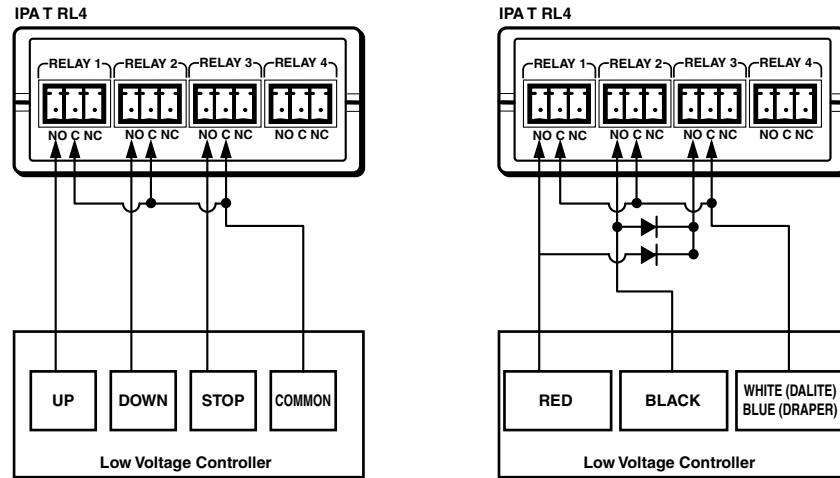 IPA T RL4
RELAY 1 RELAY 2 RELAY 3 RELAY 4
NO C NC NO C NC NO C NC NO C NC
UP DOWN STOP COMMON
Low Voltage Controller
IPA T RL4
RELAY 1 RELAY 2 RELAY 3 RELAY 4
NO C NC NO C NC NO C NC NO C NC
RED BLACK WHITE (DALITE)
BLUE (DRAPER)
Low Voltage Controller